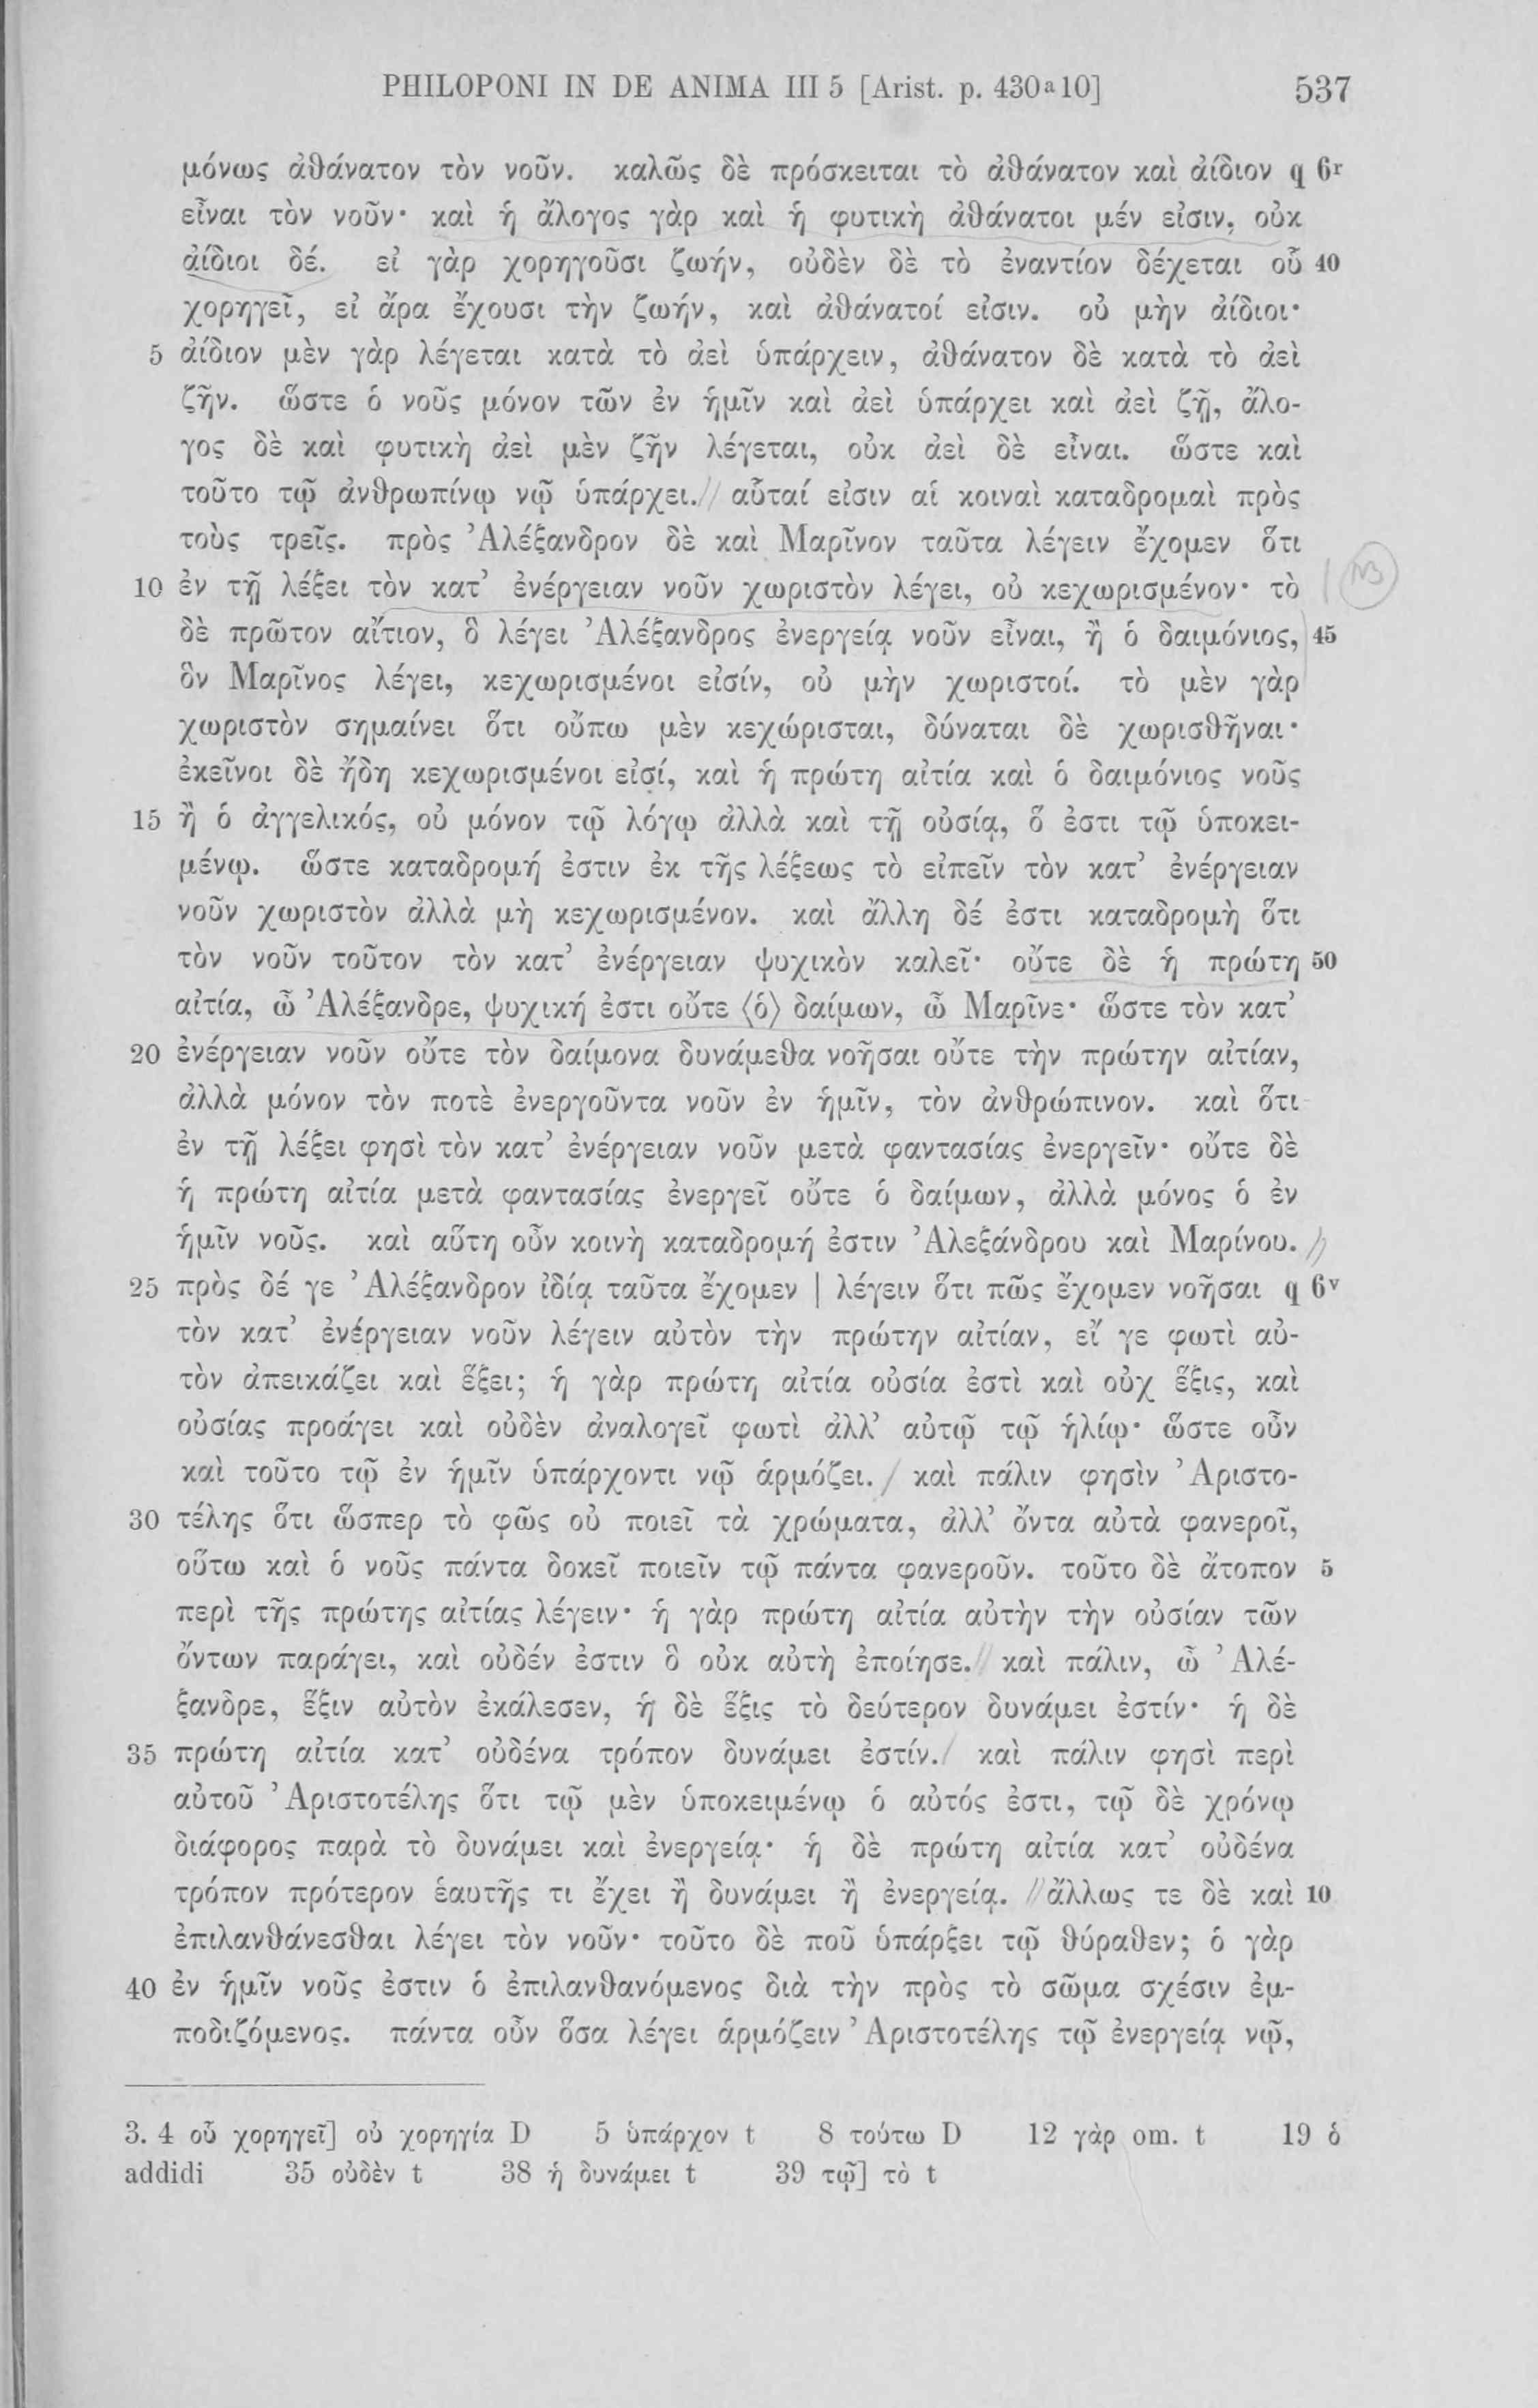 PHILOPONI IN DE ANIMA III 5 [Arist. p. 430ᵃ10] 537
μόνως ἀθάνατον τὸν νοῦν. καλῶς δὲ πρόσκειται τὸ ἀθάνατον καὶ ἀίδιον q 6ʳ
εἶναι τὸν νοῦν· καὶ ἡ ἄλογος γὰρ καὶ ἡ φυτικὴ ἀθάνατοι μέν εἰσιν, οὐκ
ἀίδιοι δέ. εἰ γὰρ χορηγοῦσι ζωήν, οὐδὲν δὲ τὸ ἐναντίον δέχεται οὗ 40
χορηγεῖ, εἰ ἄρα ἔχουσι τὴν ζωήν, καὶ ἀθάνατοί εἰσιν. οὐ μὴν ἀίδιοι·
5 ἀίδιον μὲν γὰρ λέγεται κατὰ τὸ ἀεὶ ὑπάρχειν, ἀθάνατον δὲ κατὰ τὸ ἀεὶ
ζῆν. ὥστε ὁ νοῦς μόνον τῶν ἐν ἡμῖν καὶ ἀεὶ ὑπάρχει καὶ ἀεὶ ζῇ, ἄλο-
γος δὲ καὶ φυτικὴ ἀεὶ μὲν ζῆν λέγεται, οὐκ ἀεὶ δὲ εἶναι. ὥστε καὶ
τοῦτο τῷ ἀνθρωπίνῳ νῷ ὑπάρχει.// αὗταί εἰσιν αἱ κοιναὶ καταδρομαὶ πρὸς
τοὺς τρεῖς. πρὸς Ἀλέξανδρον δὲ καὶ Μαρῖνον ταῦτα λέγειν ἔχομεν ὅτι
10 ἐν τῇ λέξει τὸν κατ’ ἐνέργειαν νοῦν χωριστὸν λέγει, οὐ κεχωρισμένον· τὸ | NB
δὲ πρῶτον αἴτιον, ὃ λέγει Ἀλέξανδρος ἐνεργείᾳ νοῦν εἶναι, ἢ ὁ δαιμόνιος, 45
ὃν Μαρῖνος λέγει, κεχωρισμένοι εἰσίν, οὐ μὴν χωριστοί. τὸ μὲν γὰρ
χωριστὸν σημαίνει ὅτι οὔπω μὲν κεχώρισται, δύναται δὲ χωρισθῆναι·
ἐκεῖνοι δὲ ἤδη κεχωρισμένοι εἰσί, καὶ ἡ πρώτη αἰτία καὶ ὁ δαιμόνιος νοῦς
15 ἢ ὁ ἀγγελικός, οὐ μόνον τῷ λόγῳ ἀλλὰ καὶ τῇ οὐσίᾳ, ὅ ἐστι τῷ ὑποκει-
μένῳ. ὥστε καταδρομή ἐστιν ἐκ τῆς λέξεως τὸ εἰπεῖν τὸν κατ’ ἐνέργειαν
νοῦν χωριστὸν ἀλλὰ μὴ κεχωρισμένον. καὶ ἄλλη δέ ἐστι καταδρομὴ ὅτι
τὸν νοῦν τοῦτον τὸν κατ’ ἐνέργειαν ψυχικὸν καλεῖ· οὔτε δὲ ἡ πρώτη 50
αἰτία, ὦ Ἀλέξανδρε, ψυχική ἐστι οὔτε ⟨ὁ⟩ δαίμων, ὦ Μαρῖνε· ὥστε τὸν κατ’
20 ἐνέργειαν νοῦν οὔτε τὸν δαίμονα δυνάμεθα νοῆσαι οὔτε τὴν πρώτην αἰτίαν,
ἀλλὰ μόνον τὸν ποτὲ ἐνεργοῦντα νοῦν ἐν ἡμῖν, τὸν ἀνθρώπινον. καὶ ὅτι
ἐν τῇ λέξει φησὶ τὸν κατ’ ἐνέργειαν νοῦν μετὰ φαντασίας ἐνεργεῖν· οὔτε δὲ
ἡ πρώτη αἰτία μετὰ φαντασίας ἐνεργεῖ οὔτε ὁ δαίμων, ἀλλὰ μόνος ὁ ἐν
ἡμῖν νοῦς. καὶ αὕτη οὖν κοινὴ καταδρομή ἐστιν Ἀλεξάνδρου καὶ Μαρίνου. //
25 πρὸς δέ γε Ἀλέξανδρον ἰδίᾳ ταῦτα ἔχομεν | λέγειν ὅτι πῶς ἔχομεν νοῆσαι q 6ᵛ
τὸν κατ’ ἐνέργειαν νοῦν λέγειν αὐτὸν τὴν πρώτην αἰτίαν, εἴ γε φωτὶ αὐ-
τὸν ἀπεικάζει καὶ ἕξει; ἡ γὰρ πρώτη αἰτία οὐσία ἐστὶ καὶ οὐχ ἕξις, καὶ
οὐσίας προάγει καὶ οὐδὲν ἀναλογεῖ φωτὶ ἀλλ’ αὐτῷ τῷ ἡλίῳ· ὥστε οὖν
καὶ τοῦτο τῷ ἐν ἡμῖν ὑπάρχοντι νῷ ἁρμόζει. / καὶ πάλιν φησὶν Ἀριστο-
30 τέλης ὅτι ὥσπερ τὸ φῶς οὐ ποιεῖ τὰ χρώματα, ἀλλ’ ὄντα αὐτὰ φανεροῖ,
οὕτω καὶ ὁ νοῦς πάντα δοκεῖ ποιεῖν τῷ πάντα φανεροῦν. τοῦτο δὲ ἄτοπον 5
περὶ τῆς πρώτης αἰτίας λέγειν· ἡ γὰρ πρώτη αἰτία αὐτὴν τὴν οὐσίαν τῶν
ὄντων παράγει, καὶ οὐδέν ἐστιν ὃ οὐκ αὐτὴ ἐποίησε.// καὶ πάλιν, ὦ Ἀλέ-
ξανδρε, ἕξιν αὐτὸν ἐκάλεσεν, ἡ δὲ ἕξις τὸ δεύτερον δυνάμει ἐστίν· ἡ δὲ
35 πρώτη αἰτία κατ’ οὐδένα τρόπον δυνάμει ἐστίν./ καὶ πάλιν φησὶ περὶ
αὐτοῦ Ἀριστοτέλης ὅτι τῷ μὲν ὑποκειμένῳ ὁ αὐτός ἐστι, τῷ δὲ χρόνῳ
διάφορος παρὰ τὸ δυνάμει καὶ ἐνεργείᾳ· ἡ δὲ πρώτη αἰτία κατ’ οὐδένα
τρόπον πρότερον ἑαυτῆς τι ἔχει ἢ δυνάμει ἢ ἐνεργείᾳ. //ἄλλως τε δὲ καὶ 10
ἐπιλανθάνεσθαι λέγει τὸν νοῦν· τοῦτο δὲ ποῦ ὑπάρξει τῷ θύραθεν; ὁ γὰρ
40 ἐν ἡμῖν νοῦς ἐστιν ὁ ἐπιλανθανόμενος διὰ τὴν πρὸς τὸ σῶμα σχέσιν ἐμ-
ποδιζόμενος. πάντα οὖν ὅσα λέγει ἁρμόζειν Ἀριστοτέλης τῷ ἐνεργείᾳ νῷ,
3. 4 οὗ χορηγεῖ] οὐ χορηγία D 5 ὑπάρχον t 8 τούτω D 12 γὰρ om. t 19 ὁ
addidi 35 οὐδὲν t 38 ἡ δυνάμει t 39 τῷ] τὸ t